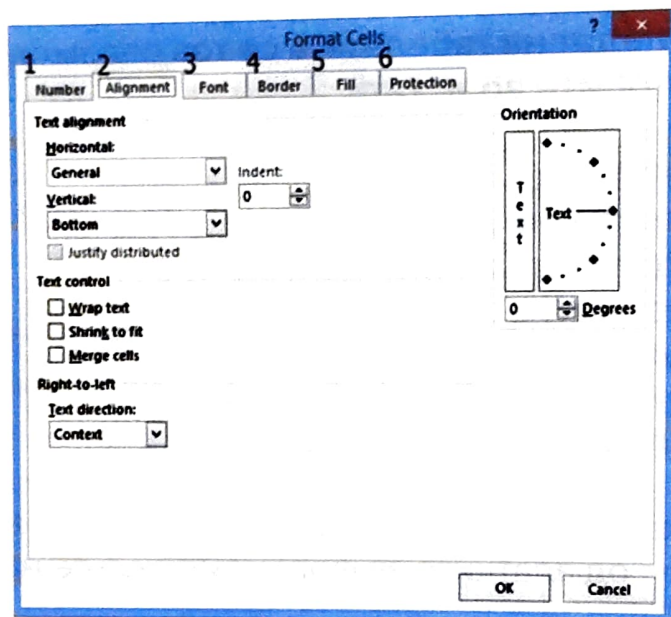 Format Cells ?
1 2 3 4 5 6
Number Alignment Font Border Fill Protection
Text alignment
Horizontal:
General
Indent:
0
Vertical:
Bottom
Justify distributed
Text control
Wrap text
Shrink to fit
Merge cells
Right-to-left
Text direction:
Context
Orientation
Text
Text
0 Degrees
OK Cancel